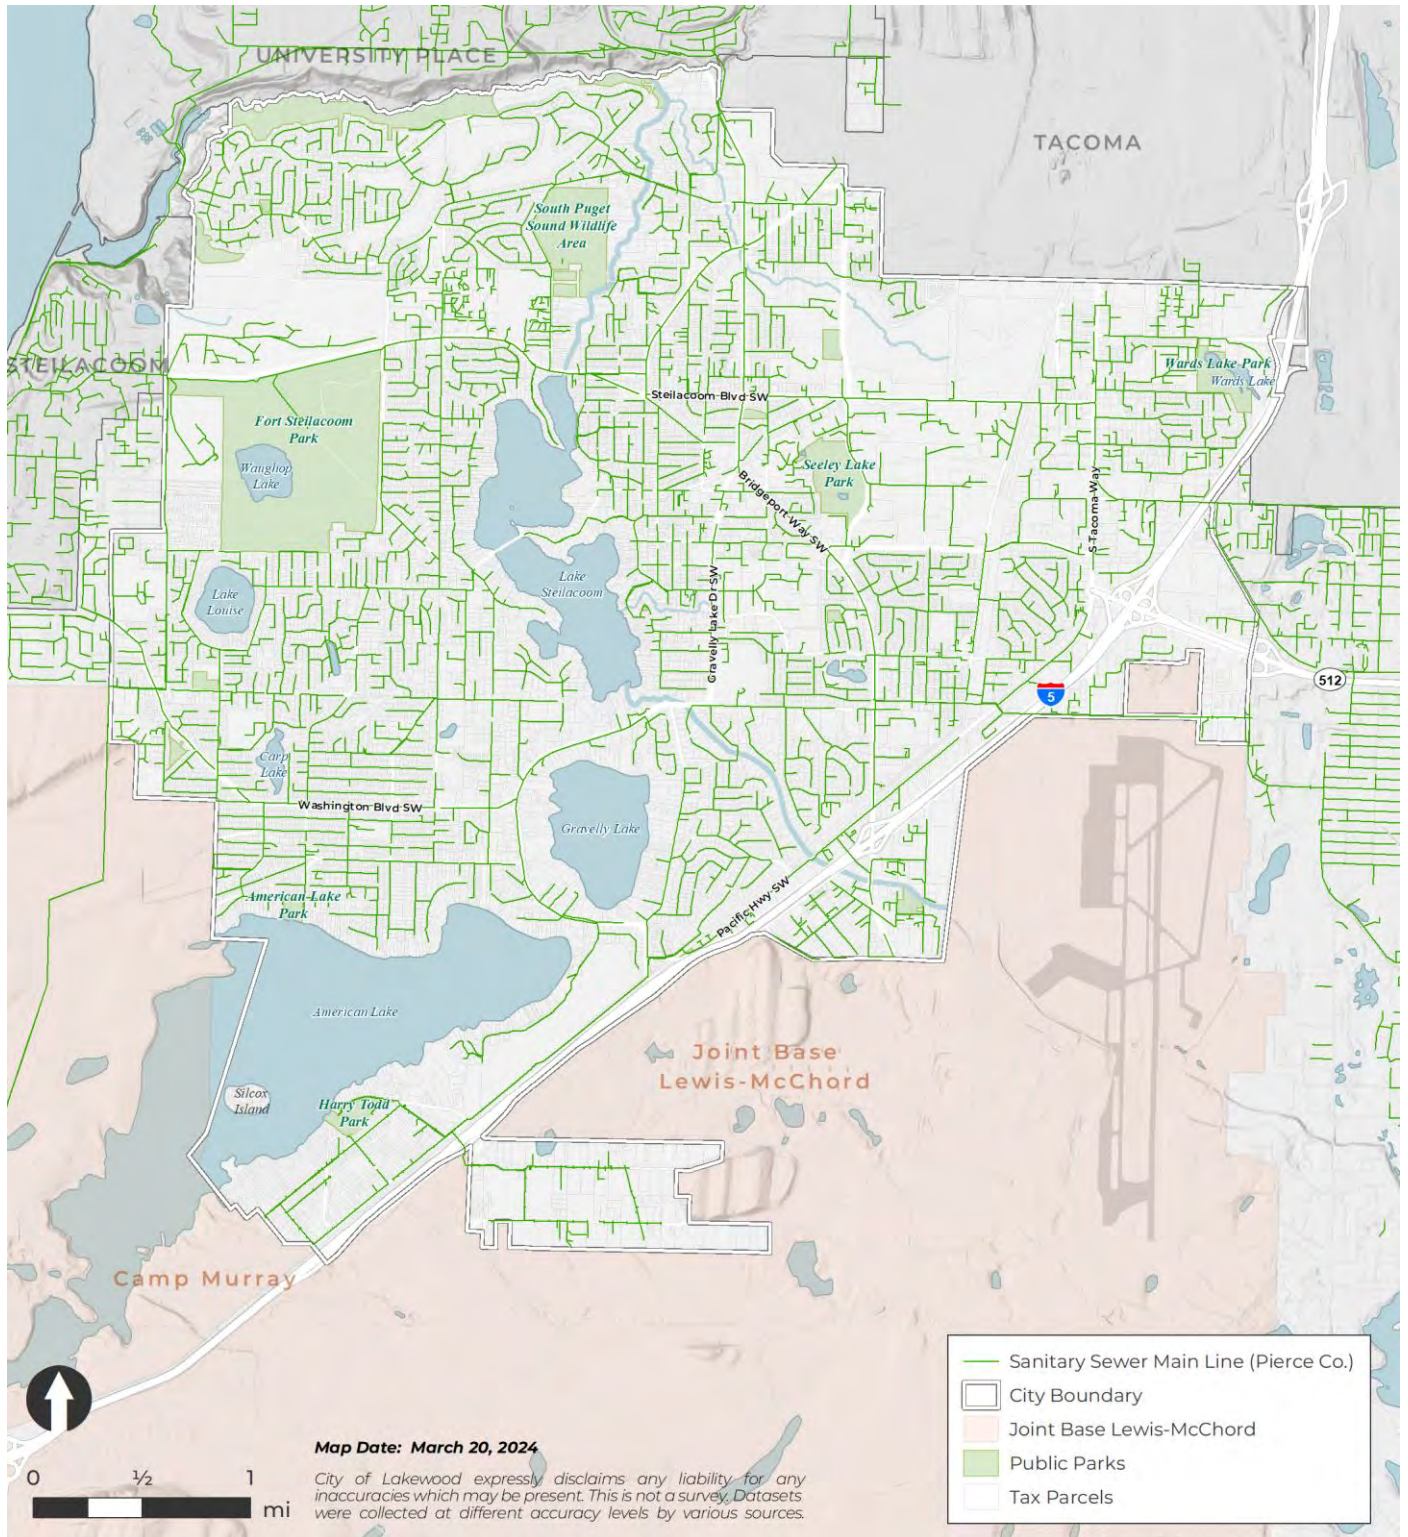 UNIVERSITY PLACE
TACOMA
South Puget
Sound Wildlife
Area
STEILACOOM
Wards Lake Park
Wards Lake
Steilacoom Blvd SW
Fort Steilacoom
Park
Waughop
Lake
Seeley Lake
Park
Bridgeport Way SW
S Tacoma Way
Lake
Steilacoom
Lake
Louise
Gravelly Lake Dr SW
512
5
Carp
Lake
Washington Blvd SW
Gravelly Lake
American Lake
Park
Pacific Hwy SW
American Lake
Joint Base
Lewis-McChord
Silcox
Island
Harry Todd
Park
Camp Murray
Sanitary Sewer Main Line (Pierce Co.)
City Boundary
Joint Base Lewis-McChord
Public Parks
Tax Parcels
Map Date: March 20, 2024
City of Lakewood expressly disclaims any liability for any
inaccuracies which may be present. This is not a survey. Datasets
were collected at different accuracy levels by various sources.
0 ½ 1
mi